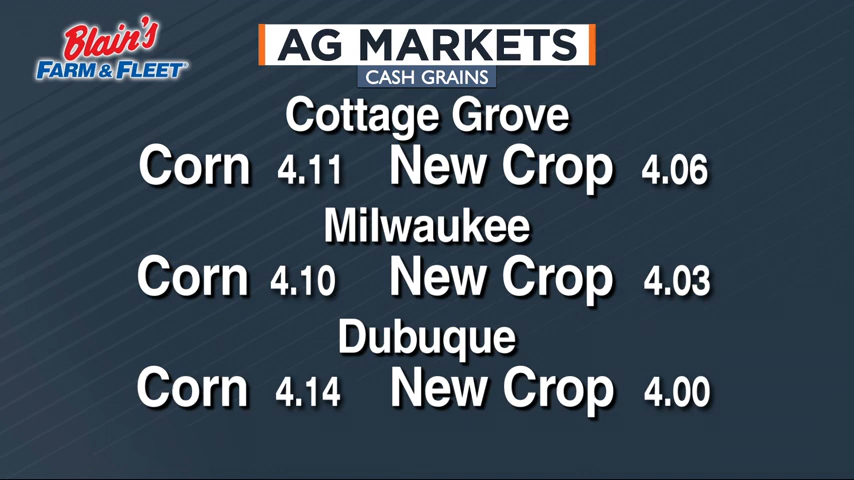 Blain's
FARM & FLEET
AG MARKETS
CASH GRAINS
Cottage Grove
Corn 4.11 New Crop 4.06
Milwaukee
Corn 4.10 New Crop 4.03
Dubuque
Corn 4.14 New Crop 4.00